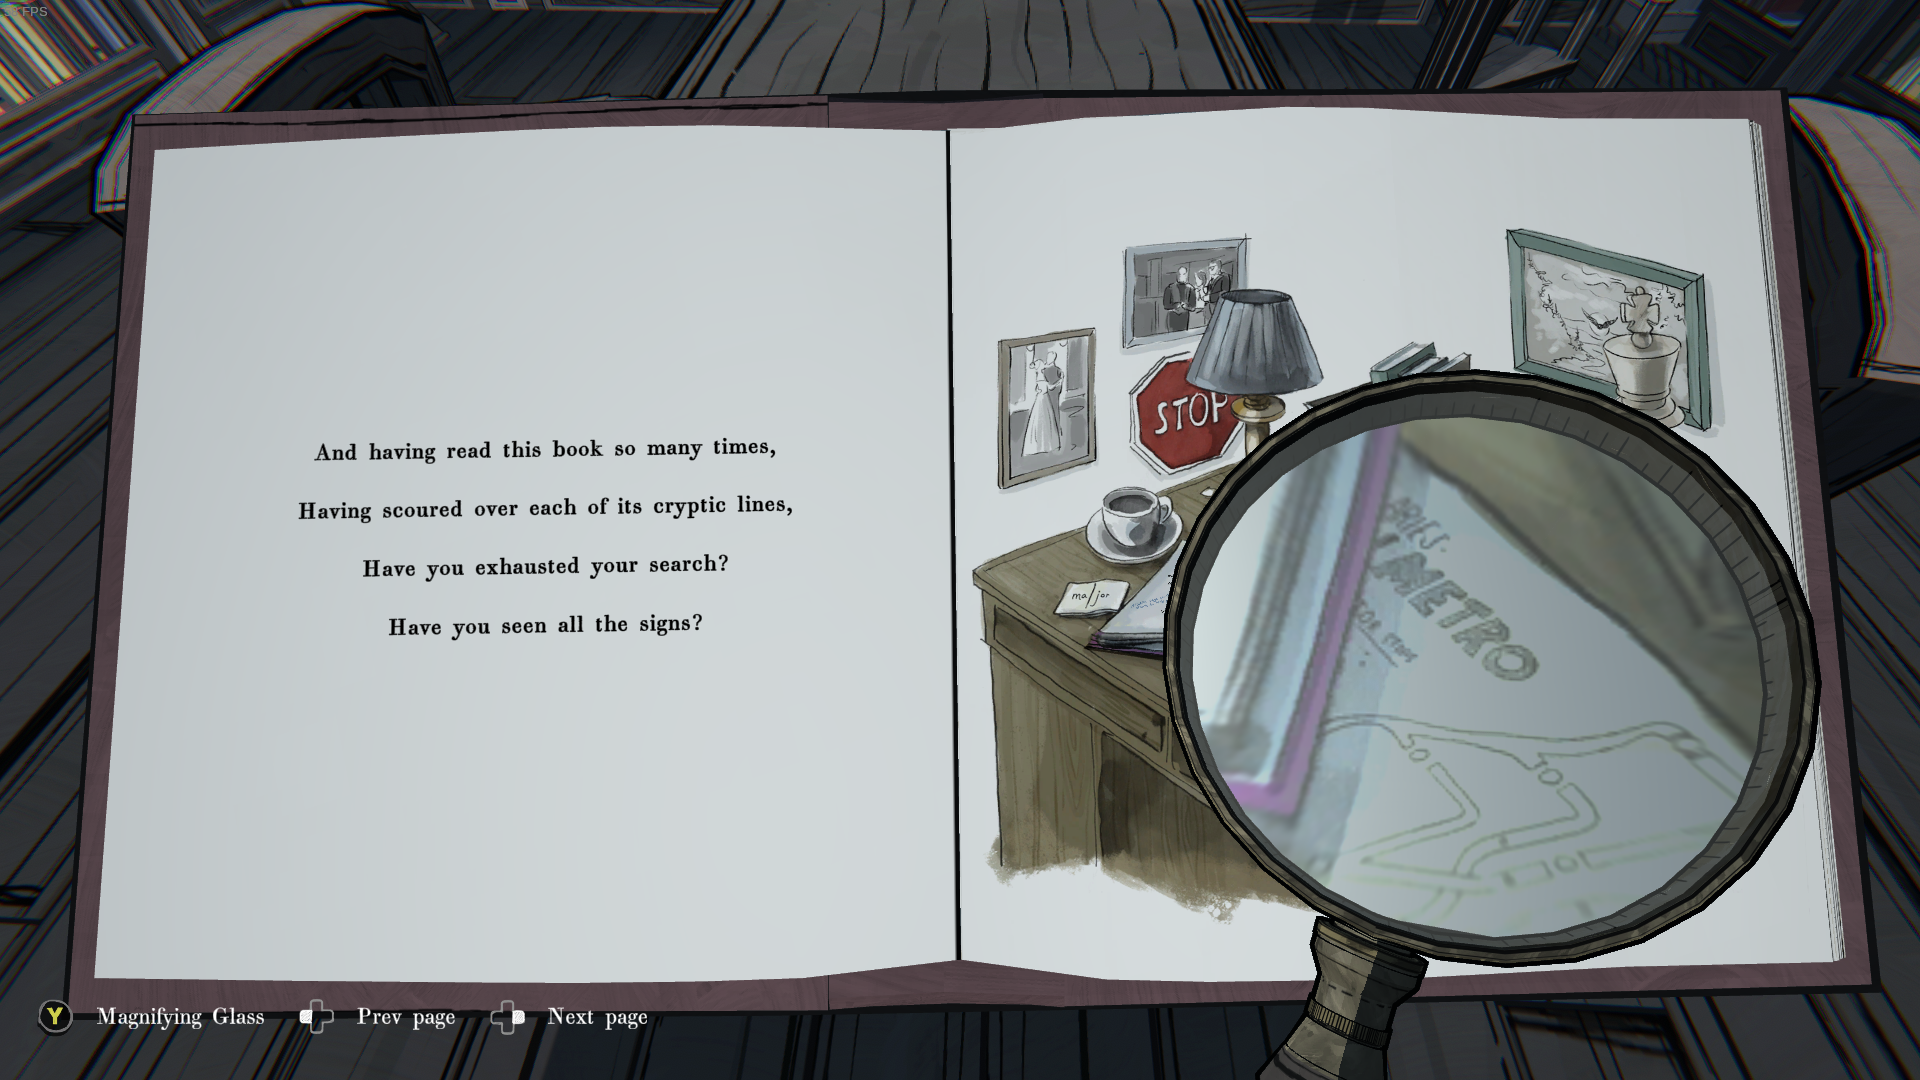 FPS
And having read this book so many times,
Having scoured over each of its cryptic lines,
Have you exhausted your search?
Have you seen all the signs?
STOP
ma/jor
METRO
Y Magnifying Glass Prev page Next page